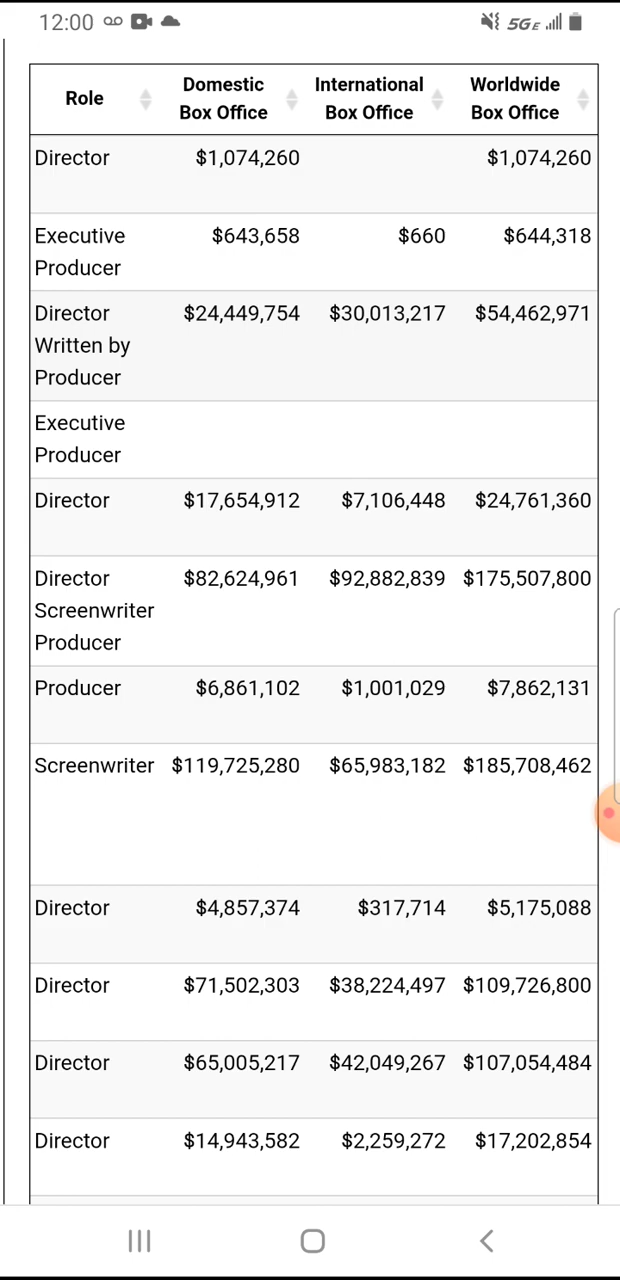 12:00
5GE
Role Domestic Box Office International Box Office Worldwide Box Office
Director $1,074,260 $1,074,260
Executive Producer $643,658 $660 $644,318
Director Written by Producer $24,449,754 $30,013,217 $54,462,971
Executive Producer
Director $17,654,912 $7,106,448 $24,761,360
Director Screenwriter Producer $82,624,961 $92,882,839 $175,507,800
Producer $6,861,102 $1,001,029 $7,862,131
Screenwriter $119,725,280 $65,983,182 $185,708,462
Director $4,857,374 $317,714 $5,175,088
Director $71,502,303 $38,224,497 $109,726,800
Director $65,005,217 $42,049,267 $107,054,484
Director $14,943,582 $2,259,272 $17,202,854